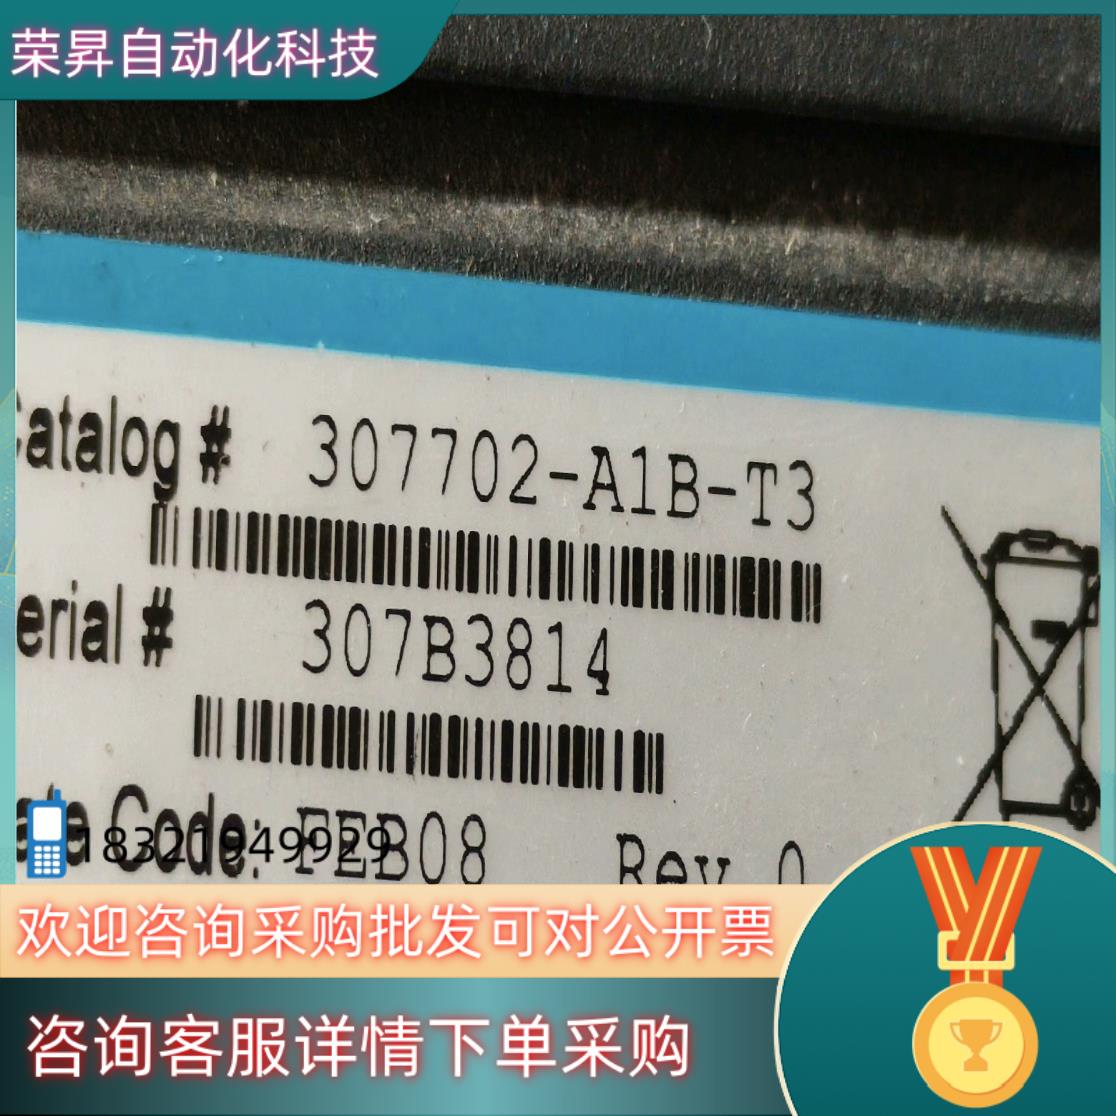 荣昇自动化科技
Catalog # 307702-A1B-T3
erial # 307B3814
ate Code: FEB08 Rev 0
18321949929
欢迎咨询采购批发可对公开票
咨询客服详情下单采购